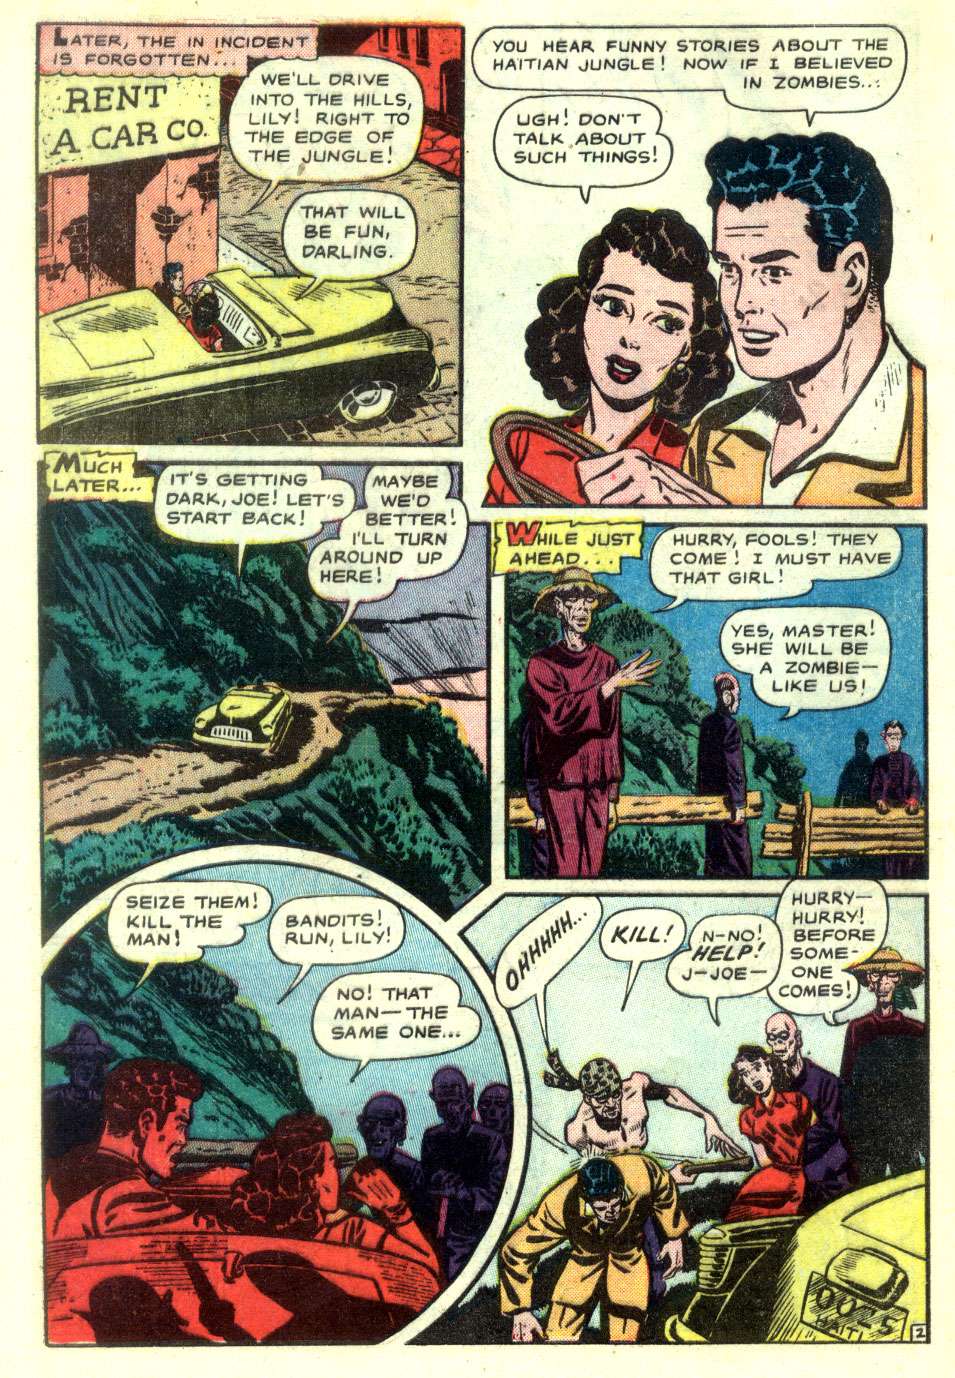 LATER, THE IN INCIDENT
IS FORGOTTEN...
RENT
A CAR CO.
WE'LL DRIVE
INTO THE HILLS,
LILY! RIGHT TO
THE EDGE OF
THE JUNGLE!
THAT WILL
BE FUN,
DARLING.
YOU HEAR FUNNY STORIES ABOUT THE
HAITIAN JUNGLE! NOW IF I BELIEVED
IN ZOMBIES...
UGH! DON'T
TALK ABOUT
SUCH THINGS!
MUCH
LATER...
IT'S GETTING
DARK, JOE! LET'S
START BACK!
MAYBE
WE'D
BETTER!
I'LL TURN
AROUND UP
HERE!
WHILE JUST
AHEAD...
HURRY, FOOLS! THEY
COME! I MUST HAVE
THAT GIRL!
YES, MASTER!
SHE WILL BE
A ZOMBIE—
LIKE US!
SEIZE THEM!
KILL THE
MAN!
BANDITS!
RUN, LILY!
NO! THAT
MAN—THE
SAME ONE...
OHHHHH...
KILL!
N-NO!
HELP!
J-JOE—
HURRY—
HURRY!
BEFORE
SOME-
ONE
COMES!
HAITI
2